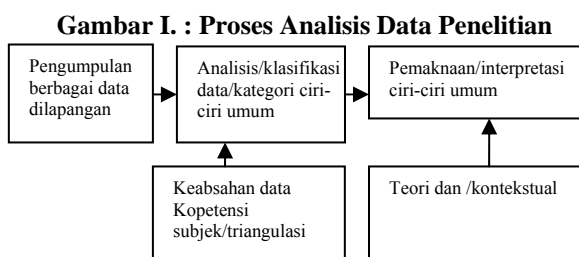 Gambar I. : Proses Analisis Data Penelitian
Pengumpulan
berbagai data
dilapangan
Analisis/klasifikasi
data/kategori ciri-
ciri umum
Pemaknaan/interpretasi
ciri-ciri umum
Keabsahan data
Kopetensi
subjek/triangulasi
Teori dan /kontekstual